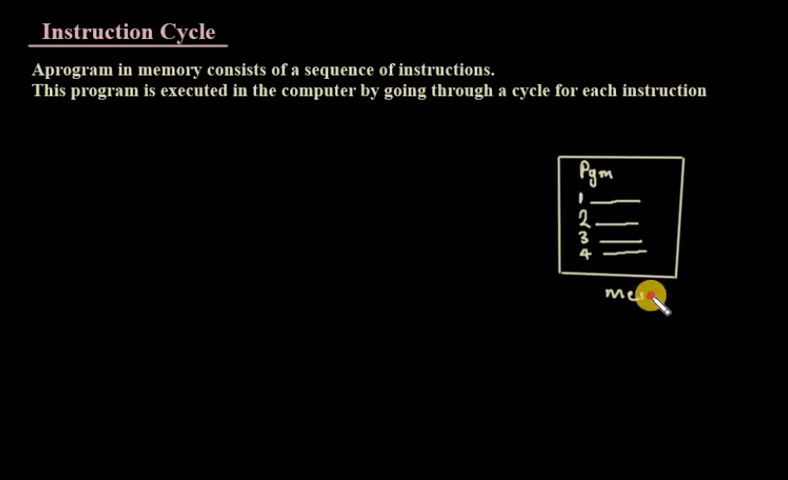 Instruction Cycle
Aprogram in memory consists of a sequence of instructions.
This program is executed in the computer by going through a cycle for each instruction
Pgm
1
2
3
4
me